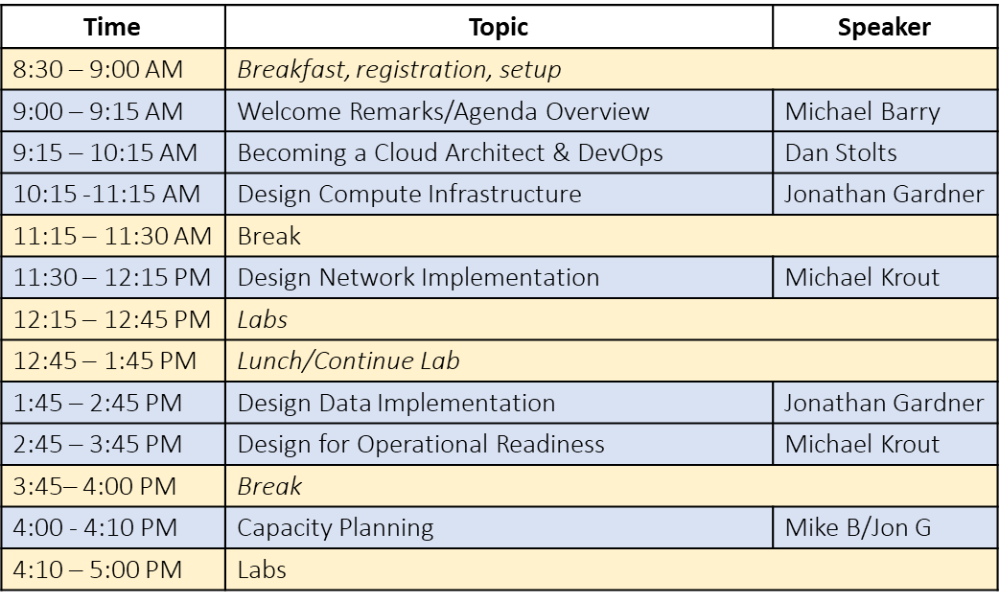 Time Topic Speaker
8:30 – 9:00 AM Breakfast, registration, setup
9:00 – 9:15 AM Welcome Remarks/Agenda Overview Michael Barry
9:15 – 10:15 AM Becoming a Cloud Architect & DevOps Dan Stolts
10:15 -11:15 AM Design Compute Infrastructure Jonathan Gardner
11:15 – 11:30 AM Break
11:30 – 12:15 PM Design Network Implementation Michael Krout
12:15 – 12:45 PM Labs
12:45 – 1:45 PM Lunch/Continue Lab
1:45 – 2:45 PM Design Data Implementation Jonathan Gardner
2:45 – 3:45 PM Design for Operational Readiness Michael Krout
3:45– 4:00 PM Break
4:00 - 4:10 PM Capacity Planning Mike B/Jon G
4:10 – 5:00 PM Labs